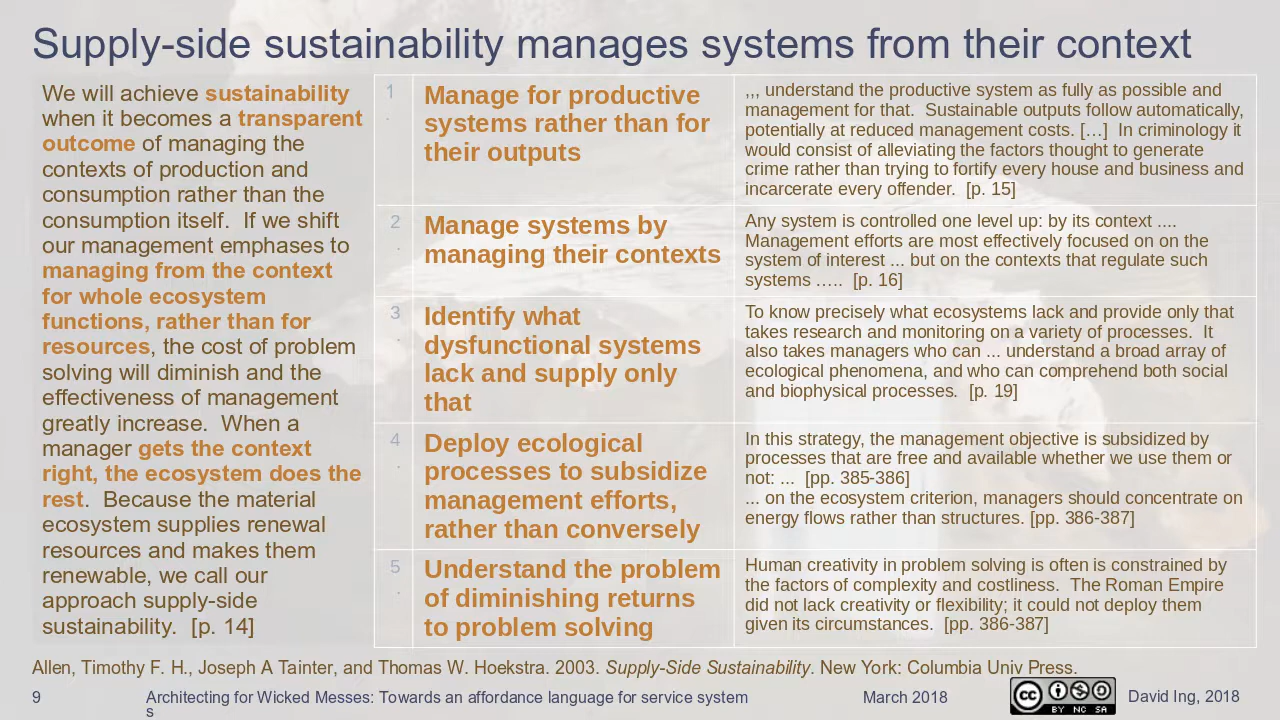 Supply-side sustainability manages systems from their context
We will achieve sustainability
when it becomes a transparent
outcome of managing the
contexts of production and
consumption rather than the
consumption itself.  If we shift
our management emphases to
managing from the context
for whole ecosystem
functions, rather than for
resources, the cost of problem
solving will diminish and the
effectiveness of management
greatly increase.  When a
manager gets the context
right, the ecosystem does the
rest.  Because the material
ecosystem supplies renewal
resources and makes them
renewable, we call our
approach supply-side
sustainability.  [p. 14]
1
.
Manage for productive
systems rather than for
their outputs
,,, understand the productive system as fully as possible and
management for that.  Sustainable outputs follow automatically,
potentially at reduced management costs. […]  In criminology it
would consist of alleviating the factors thought to generate
crime rather than trying to fortify every house and business and
incarcerate every offender.  [p. 15]
2
.
Manage systems by
managing their contexts
Any system is controlled one level up: by its context ....
Management efforts are most effectively focused on on the
system of interest ... but on the contexts that regulate such
systems …..  [p. 16]
3
.
Identify what
dysfunctional systems
lack and supply only
that
To know precisely what ecosystems lack and provide only that
takes research and monitoring on a variety of processes.  It
also takes managers who can ... understand a broad array of
ecological phenomena, and who can comprehend both social
and biophysical processes.  [p. 19]
4
.
Deploy ecological
processes to subsidize
management efforts,
rather than conversely
In this strategy, the management objective is subsidized by
processes that are free and available whether we use them or
not: ...  [pp. 385-386]
... on the ecosystem criterion, managers should concentrate on
energy flows rather than structures. [pp. 386-387]
5
.
Understand the problem
of diminishing returns
to problem solving
Human creativity in problem solving is often is constrained by
the factors of complexity and costliness.  The Roman Empire
did not lack creativity or flexibility; it could not deploy them
given its circumstances.  [pp. 386-387]
Allen, Timothy F. H., Joseph A Tainter, and Thomas W. Hoekstra. 2003. Supply-Side Sustainability. New York: Columbia Univ Press.
9
Architecting for Wicked Messes: Towards an affordance language for service system
s
March 2018
cc
BY NC SA
David Ing, 2018